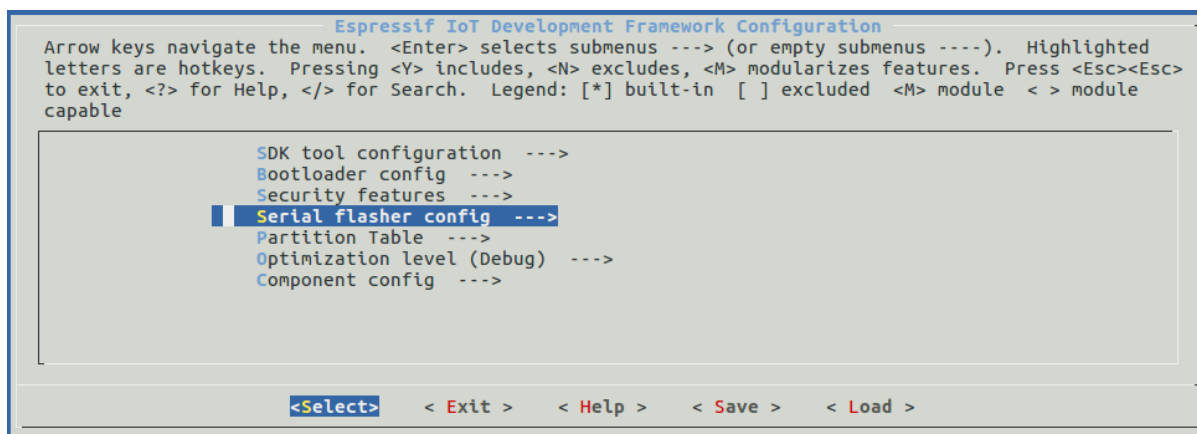 Espressif IoT Development Framework Configuration
Arrow keys navigate the menu.  <Enter> selects submenus ---> (or empty submenus ----).  Highlighted
letters are hotkeys.  Pressing <Y> includes, <N> excludes, <M> modularizes features.  Press <Esc><Esc>
to exit, <?> for Help, </> for Search.  Legend: [*] built-in  [ ] excluded  <M> module  < > module
capable
SDK tool configuration  --->
Bootloader config  --->
Security features  --->
Serial flasher config  --->
Partition Table  --->
Optimization level (Debug)  --->
Component config  --->
<Select>    < Exit >    < Help >    < Save >    < Load >